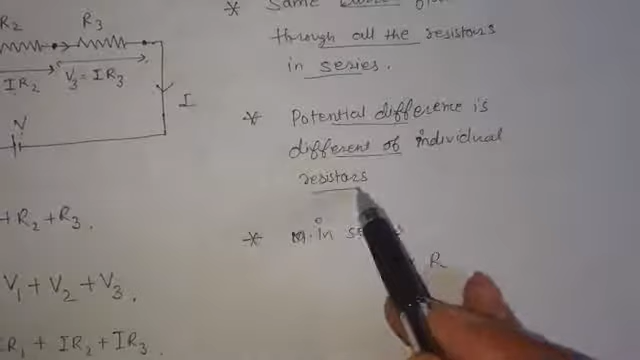 R2 R3
IR2 V3 = IR3
I
N
+ R2 + R3.
V1 + V2 + V3.
R1 + IR2 + IR3.
* Same
through all the resistors
in series.
* Potential difference is
different of individual
resistors
* in
R